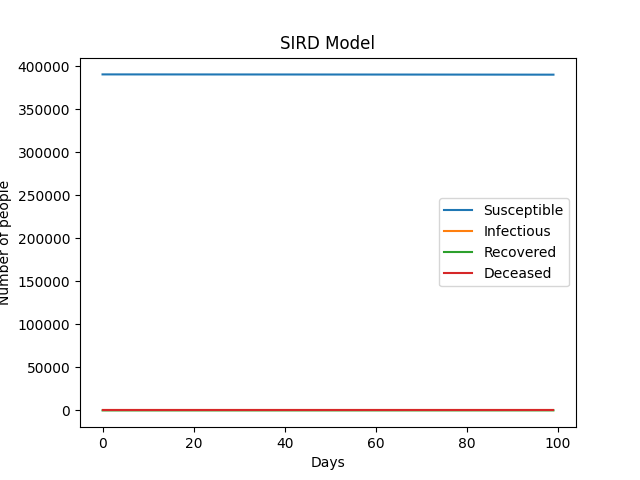 SIRD Model
400000
350000
300000
250000
200000
150000
100000
50000
0
Number of people
Susceptible
Infectious
Recovered
Deceased
0 20 40 60 80 100
Days